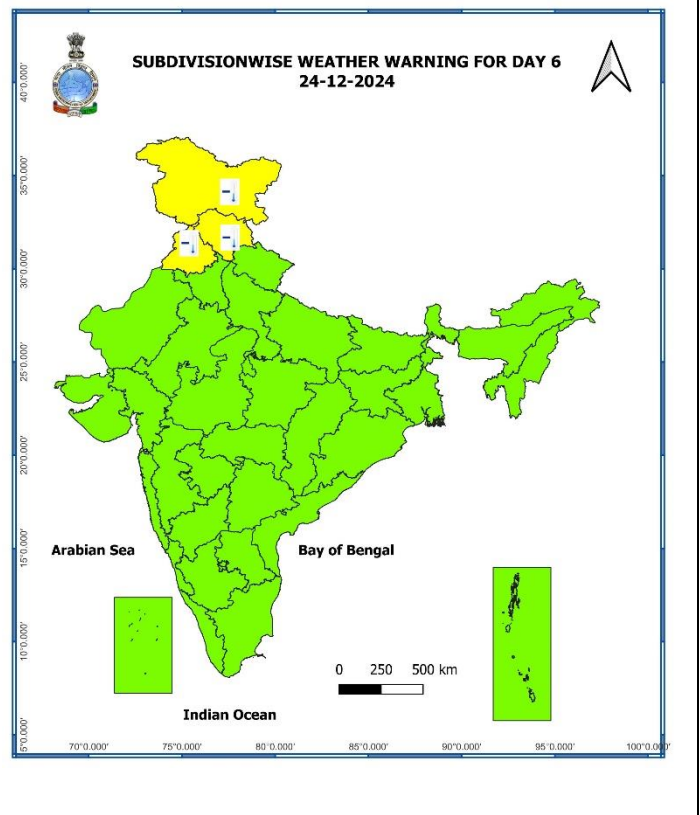 SUBDIVISIONWISE WEATHER WARNING FOR DAY 6
24-12-2024
40°0.000'
35°0.000'
30°0.000'
25°0.000'
20°0.000'
15°0.000'
10°0.000'
5°0.000'
Arabian Sea
Bay of Bengal
0 250 500 km
Indian Ocean
70°0.000' 75°0.000' 80°0.000' 85°0.000' 90°0.000' 95°0.000' 100°0.000'